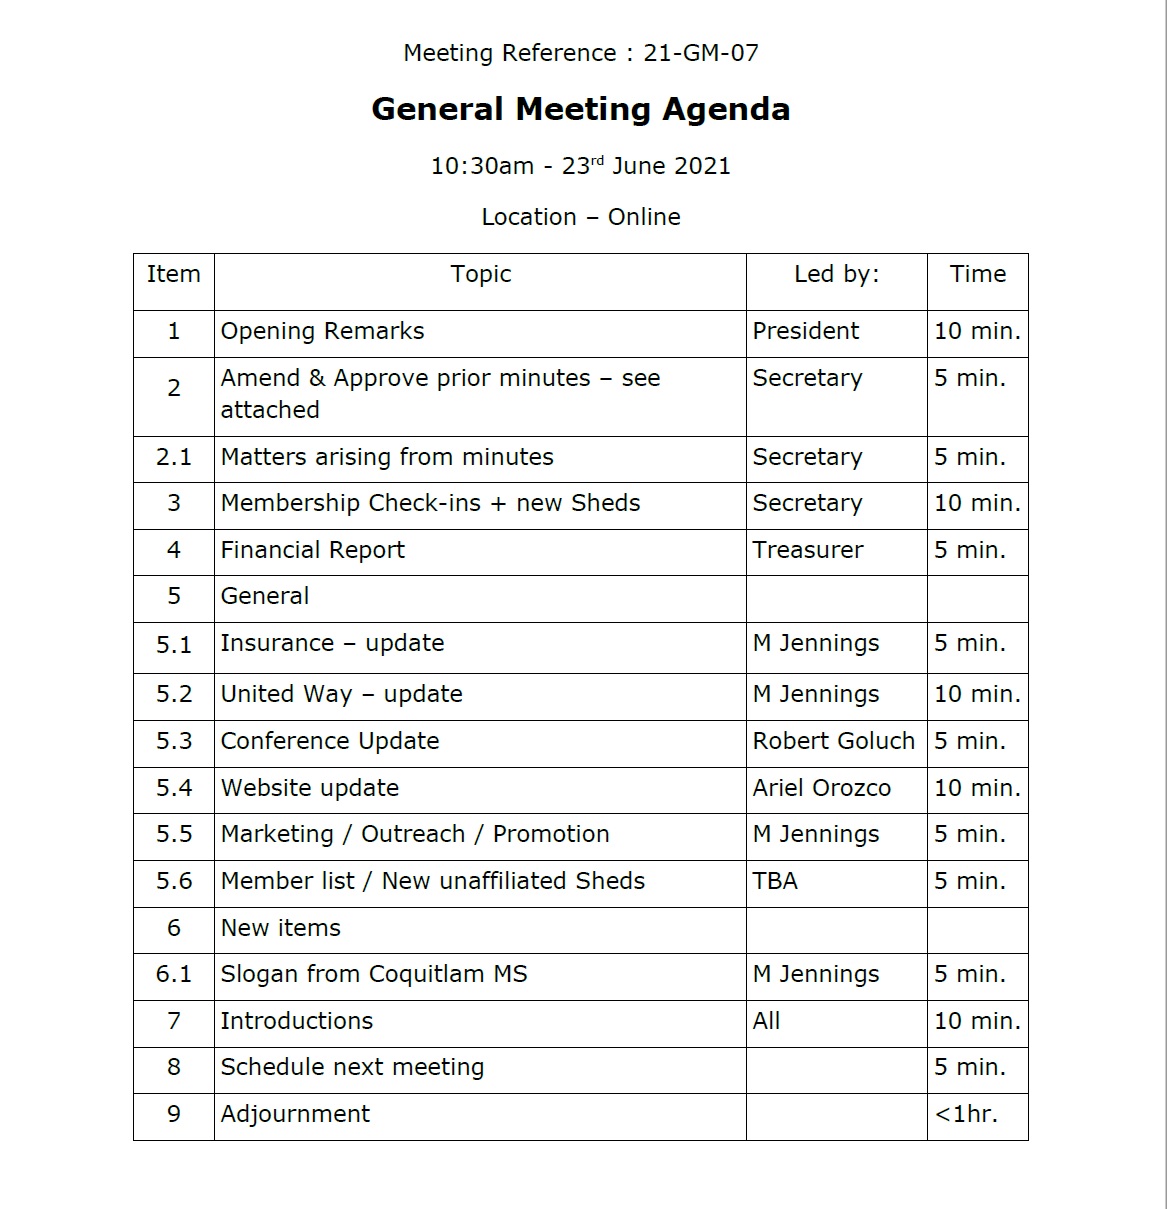 Meeting Reference : 21-GM-07
General Meeting Agenda
10:30am - 23rd June 2021
Location – Online
Item Topic Led by: Time
1 Opening Remarks President 10 min.
2 Amend & Approve prior minutes – see Secretary 5 min.
attached
2.1 Matters arising from minutes Secretary 5 min.
3 Membership Check-ins + new Sheds Secretary 10 min.
4 Financial Report Treasurer 5 min.
5 General
5.1 Insurance – update M Jennings 5 min.
5.2 United Way – update M Jennings 10 min.
5.3 Conference Update Robert Goluch 5 min.
5.4 Website update Ariel Orozco 10 min.
5.5 Marketing / Outreach / Promotion M Jennings 5 min.
5.6 Member list / New unaffiliated Sheds TBA 5 min.
6 New items
6.1 Slogan from Coquitlam MS M Jennings 5 min.
7 Introductions All 10 min.
8 Schedule next meeting 5 min.
9 Adjournment <1hr.